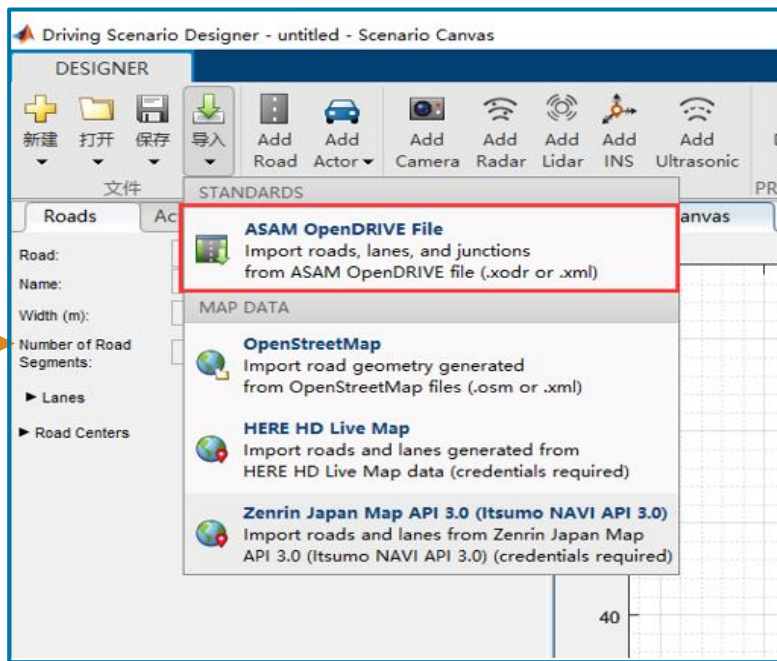 Driving Scenario Designer - untitled - Scenario Canvas
DESIGNER
新建 打开 保存 导入 Add Road Add Actor Add Camera Add Radar Add Lidar Add INS Add Ultrasonic
文件
STANDARDS
ASAM OpenDRIVE File
Import roads, lanes, and junctions
from ASAM OpenDRIVE file (.xodr or .xml)
MAP DATA
OpenStreetMap
Import road geometry generated
from OpenStreetMap files (.osm or .xml)
HERE HD Live Map
Import roads and lanes generated from
HERE HD Live Map data (credentials required)
Zenrin Japan Map API 3.0 (Itsumo NAVI API 3.0)
Import roads and lanes from Zenrin Japan Map
API 3.0 (Itsumo NAVI API 3.0) (credentials required)
Roads
Road:
Name:
Width (m):
Number of Road
Segments:
Lanes
Road Centers
40